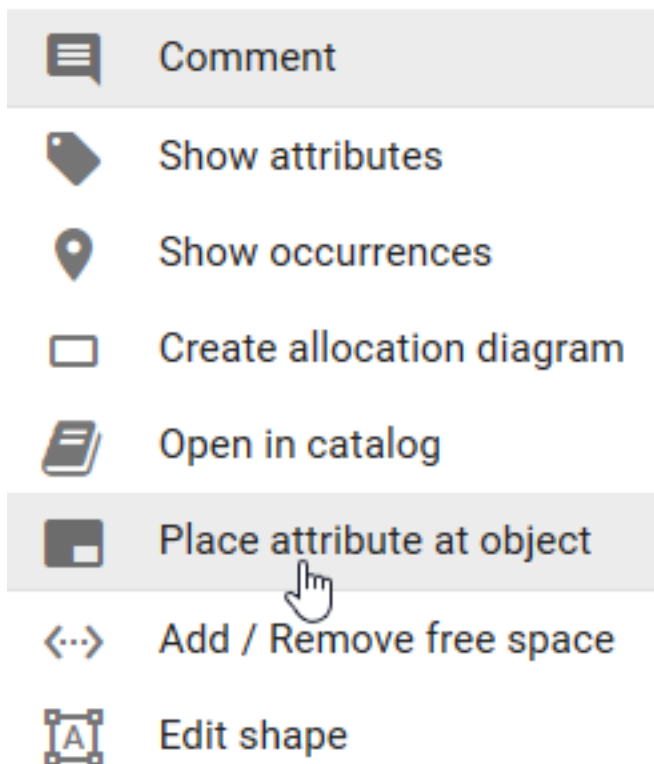 Comment
Show attributes
Show occurrences
Create allocation diagram
Open in catalog
Place attribute at object
Add / Remove free space
A Edit shape